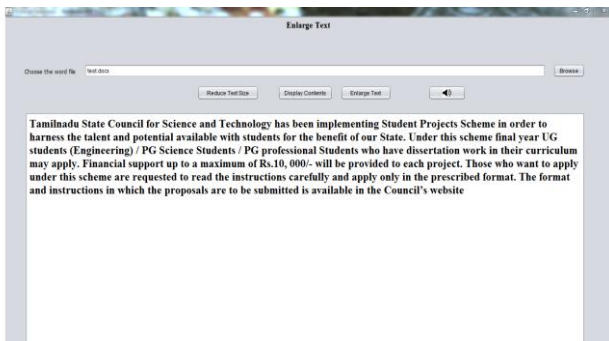 Enlarge Text
Choose the word file test.docx Browse
Reduce Text Size Display Contents Enlarge Text
Tamilnadu State Council for Science and Technology has been implementing Student Projects Scheme in order to
harness the talent and potential available with students for the benefit of our State. Under this scheme final year UG
students (Engineering) / PG Science Students / PG professional Students who have dissertation work in their curriculum
may apply. Financial support up to a maximum of Rs.10, 000/- will be provided to each project. Those who want to apply
under this scheme are requested to read the instructions carefully and apply only in the prescribed format. The format
and instructions in which the proposals are to be submitted is available in the Council's website